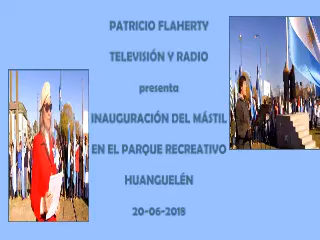 PATRICIO FLAHERTY
TELEVISIÓN Y RADIO
presenta
INAUGURACIÓN DEL MÁSTIL
EN EL PARQUE RECREATIVO
HUANGUELÉN
20-06-2018